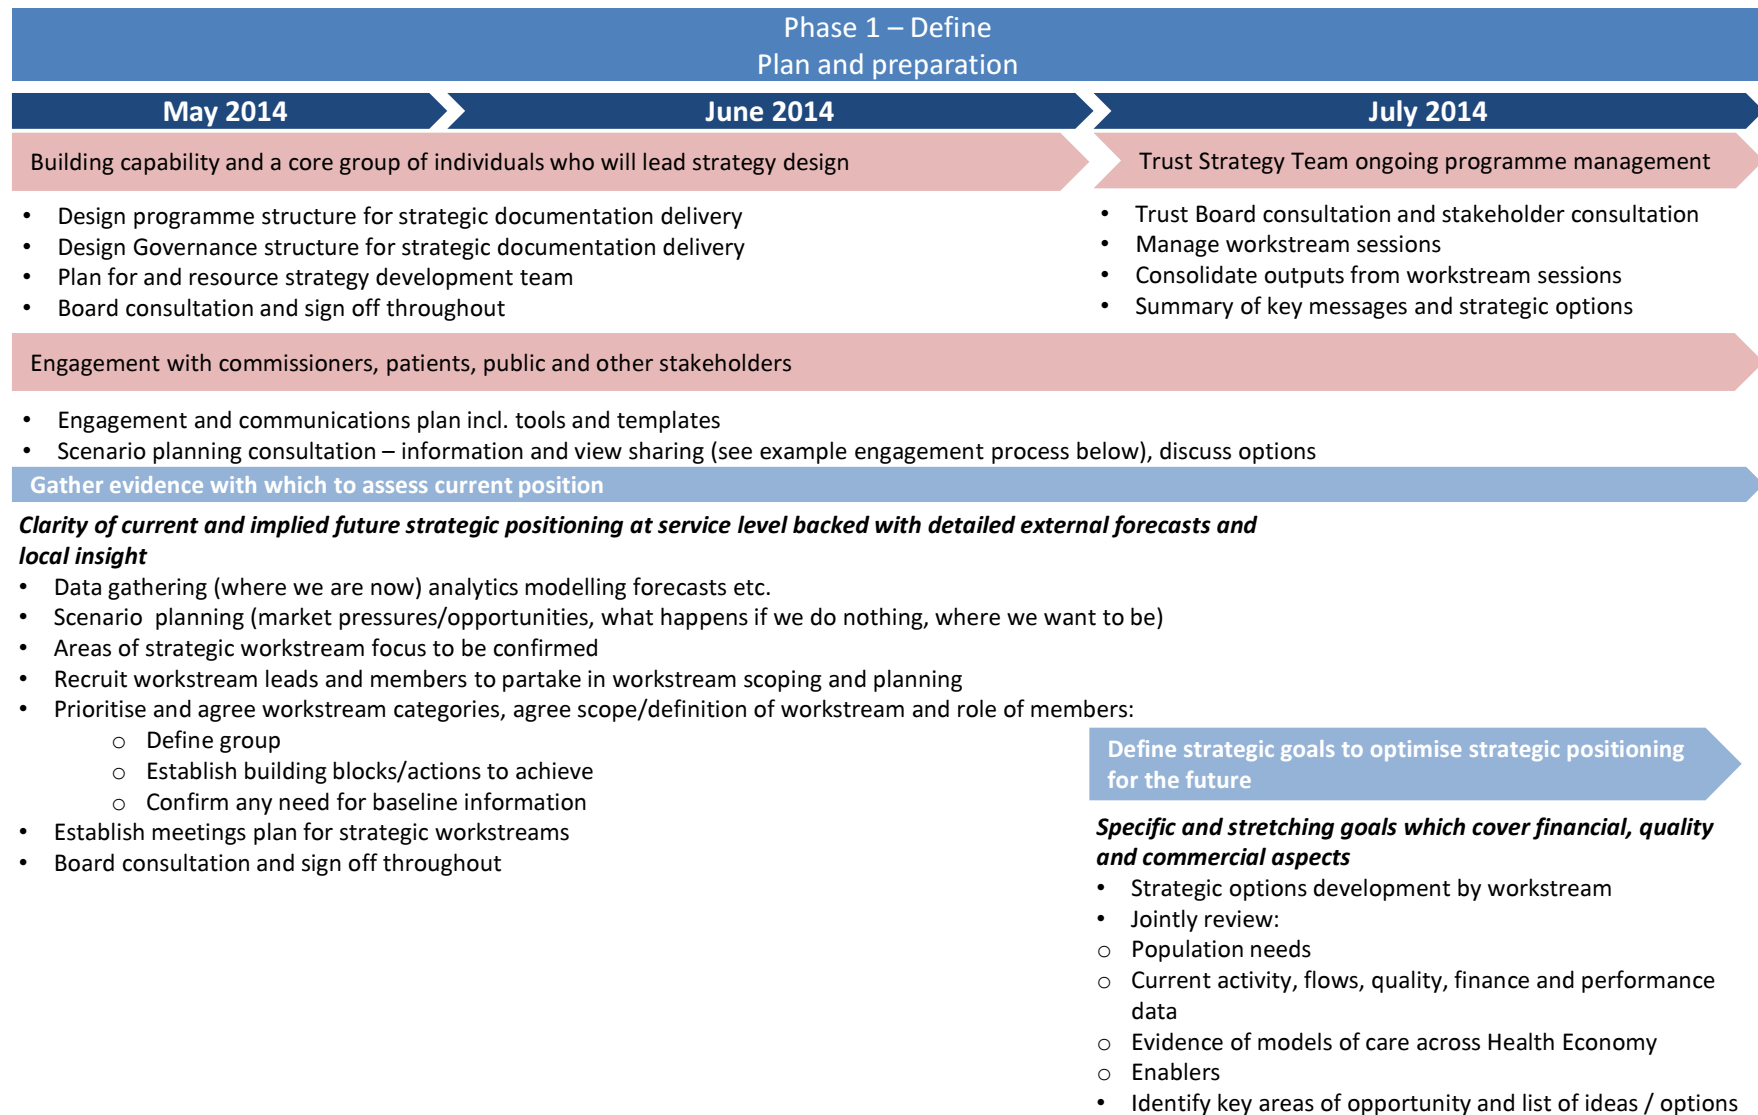 Phase 1 – Define
Plan and preparation
May 2014
June 2014
July 2014
Building capability and a core group of individuals who will lead strategy design
Trust Strategy Team ongoing programme management
• Design programme structure for strategic documentation delivery
• Design Governance structure for strategic documentation delivery
• Plan for and resource strategy development team
• Board consultation and sign off throughout
• Trust Board consultation and stakeholder consultation
• Manage workstream sessions
• Consolidate outputs from workstream sessions
• Summary of key messages and strategic options
Engagement with commissioners, patients, public and other stakeholders
• Engagement and communications plan incl. tools and templates
• Scenario planning consultation – information and view sharing (see example engagement process below), discuss options
Gather evidence with which to assess current position
Clarity of current and implied future strategic positioning at service level backed with detailed external forecasts and
local insight
• Data gathering (where we are now) analytics modelling forecasts etc.
• Scenario planning (market pressures/opportunities, what happens if we do nothing, where we want to be)
• Areas of strategic workstream focus to be confirmed
• Recruit workstream leads and members to partake in workstream scoping and planning
• Prioritise and agree workstream categories, agree scope/definition of workstream and role of members:
o Define group
o Establish building blocks/actions to achieve
o Confirm any need for baseline information
• Establish meetings plan for strategic workstreams
• Board consultation and sign off throughout
Define strategic goals to optimise strategic positioning
for the future
Specific and stretching goals which cover financial, quality
and commercial aspects
• Strategic options development by workstream
• Jointly review:
o Population needs
o Current activity, flows, quality, finance and performance
data
o Evidence of models of care across Health Economy
o Enablers
• Identify key areas of opportunity and list of ideas / options